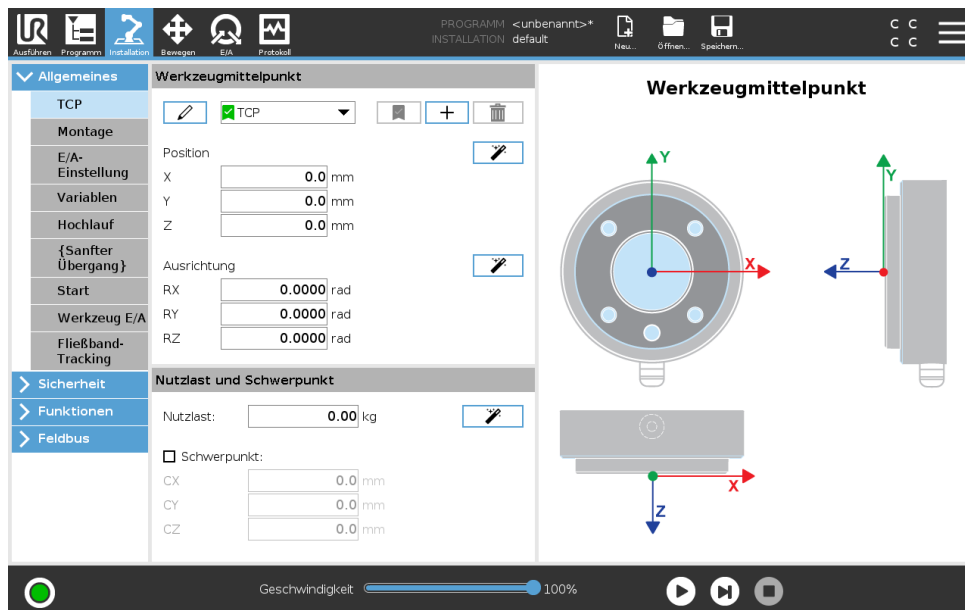 PROGRAMM <unbenannt>*
INSTALLATION default
Ausführen Programm Installation Bewegen E/A Protokoll Neu... Öffnen... Speichern...
C C
C C
Allgemeines
TCP
Montage
E/A-
Einstellung
Variablen
Hochlauf
{Sanfter
Übergang}
Start
Werkzeug E/A
Fließband-
Tracking
Sicherheit
Funktionen
Feldbus
Werkzeugmittelpunkt
TCP
Position
X 0.0 mm
Y 0.0 mm
Z 0.0 mm
Ausrichtung
RX 0.0000 rad
RY 0.0000 rad
RZ 0.0000 rad
Nutzlast und Schwerpunkt
Nutzlast: 0.00 kg
Schwerpunkt:
CX 0.0 mm
CY 0.0 mm
CZ 0.0 mm
Werkzeugmittelpunkt
Y
X
Y
Z
X
Z
Geschwindigkeit 100%